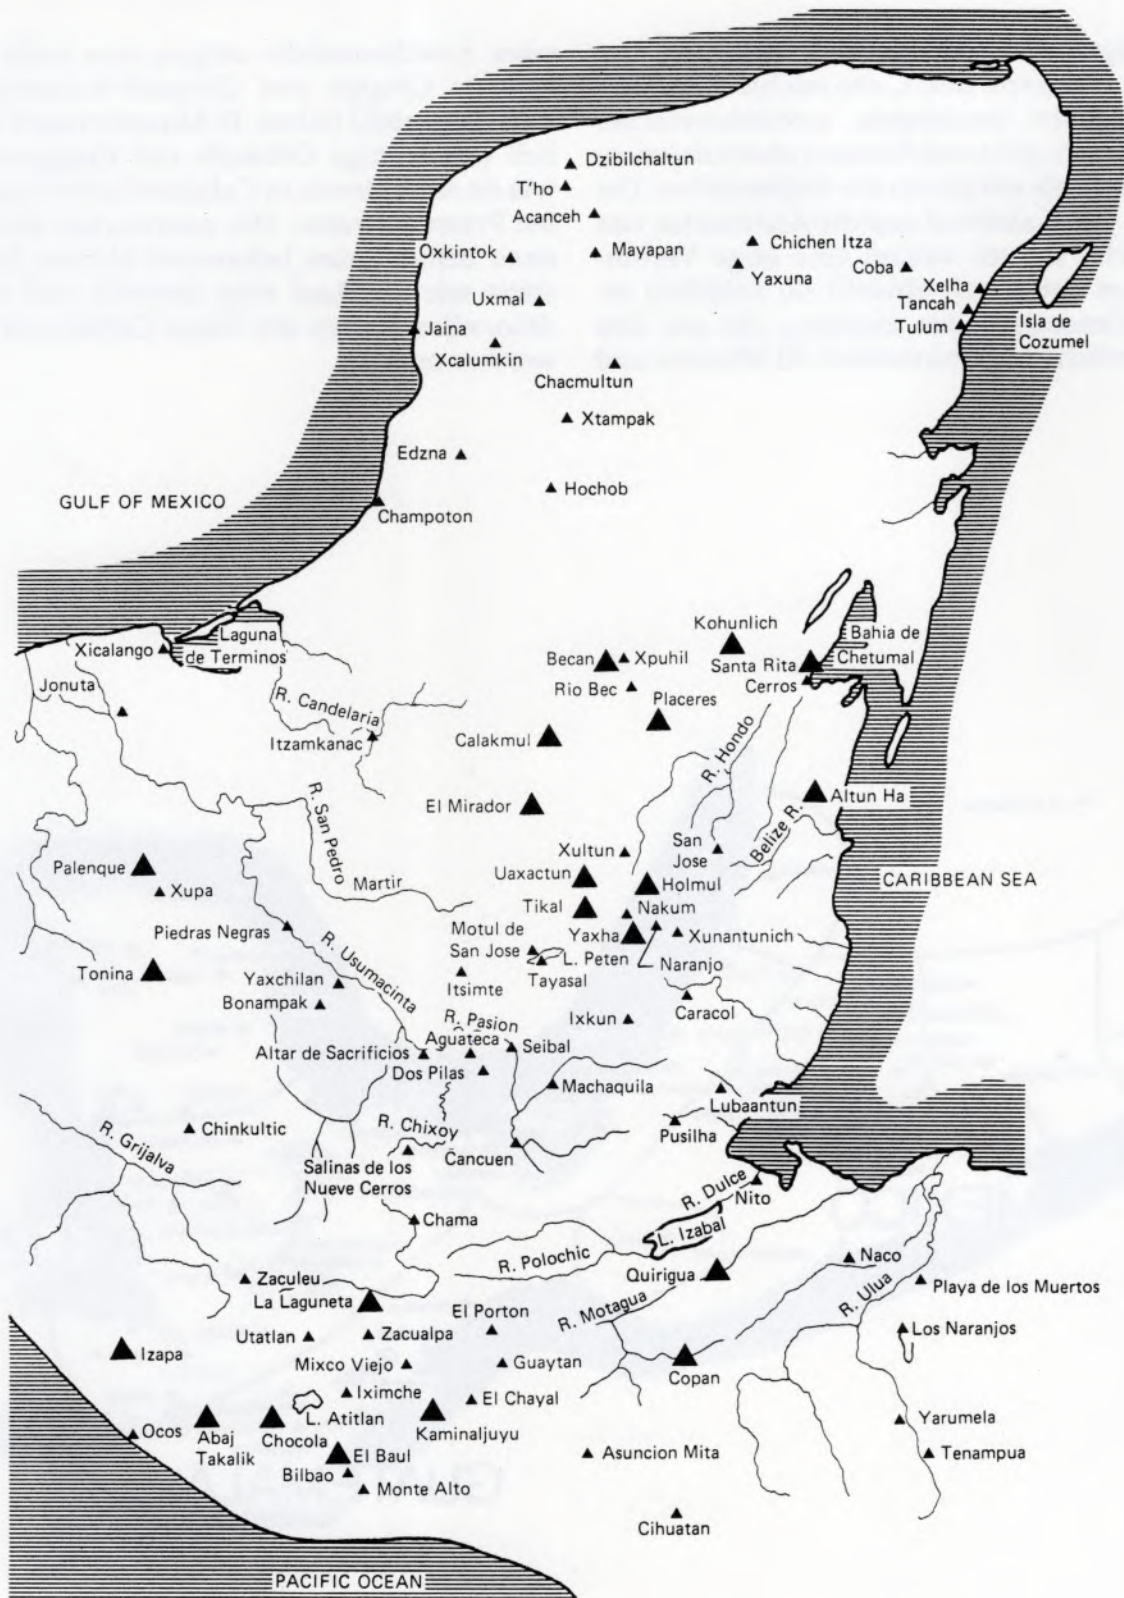 Dzibilchaltun
T'ho
Acanceh
Oxkintok
Mayapan
Chichen Itza
Yaxuna
Coba
Xelha
Tancah
Tulum
Isla de
Cozumel
Uxmal
Jaina
Xcalumkin
Chacmultun
Xtampak
Edzna
Hochob
GULF OF MEXICO
Champoton
Kohunlich
Xicalango
Laguna
de Terminos
Becan
Xpuhil
Santa Rita
Bahia de
Chetumal
Cerros
Rio Bec
Placeres
Jonuta
R. Candelaria
Itzamkanac
Calakmul
R. Hondo
El Mirador
Altun Ha
R. San Pedro
Martir
Belize R.
San
Jose
Xultun
Palenque
Xupa
Uaxactun
Holmul
CARIBBEAN SEA
Tikal
Nakum
Piedras Negras
R. Usumacinta
Motul de
San Jose
Yaxha
Xunantunich
L. Peten
Tayasal
Naranjo
Tonina
Yaxchilan
Itsimte
Bonampak
Caracol
R. Pasion
Ixkun
Aguateca
Seibal
Altar de Sacrificios
Dos Pilas
Machaquila
Lubaantun
R. Grijalva
Chinkultic
R. Chixoy
Pusilha
Salinas de los
Nueve Cerros
Cancuen
R. Dulce
Nito
Chama
L. Izabal
R. Polochic
Naco
Zaculeu
Quirigua
R. Ulua
Playa de los Muertos
La Laguneta
El Porton
R. Motagua
Utatlan
Zacualpa
Los Naranjos
Izapa
Mixco Viejo
Guaytan
Copan
Iximche
El Chayal
L. Atitlan
Ocos
Abaj
Takalik
Chocola
Kaminaljuyu
Yarumela
El Baul
Asuncion Mita
Tenampua
Bilbao
Monte Alto
Cihuatan
PACIFIC OCEAN